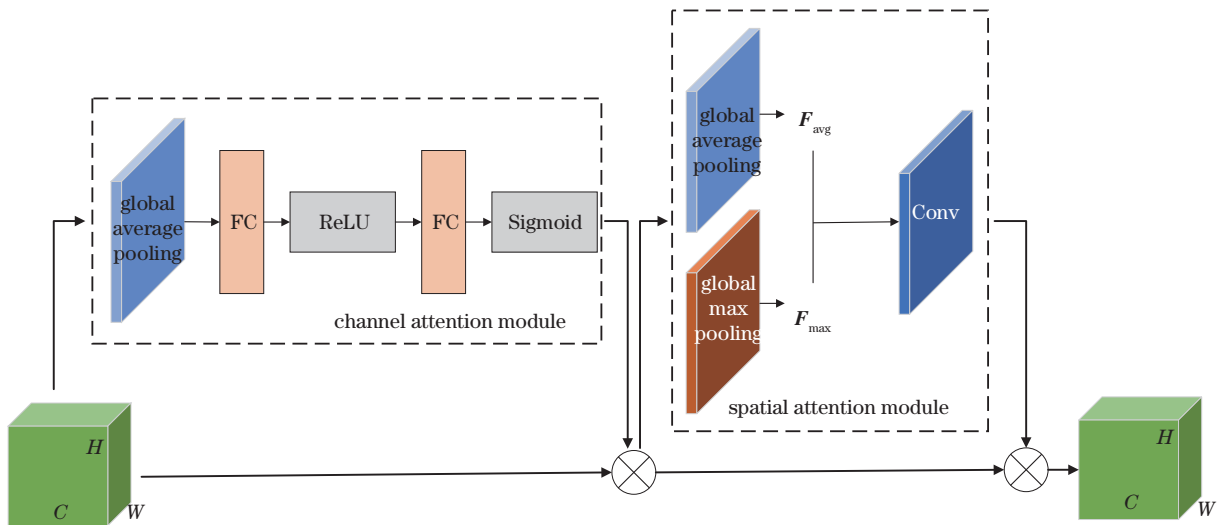 global
average
pooling
FC
ReLU
FC
Sigmoid
channel attention module
global
average
pooling
F avg
global
max
pooling
F max
Conv
spatial attention module
H
C
W
H
C
W